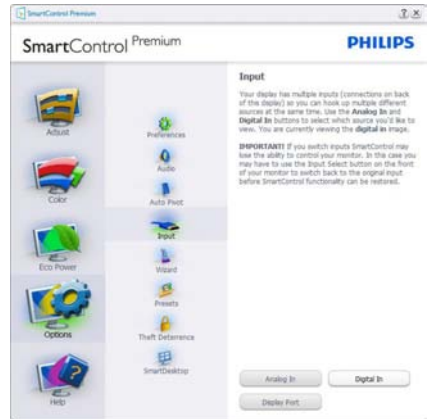 SmartControl Premium
SmartControl Premium
PHILIPS
Adjust
Color
Eco Power
Options
Help
Preferences
Audio
Auto Pivot
Input
Wizard
Presets
Theft Deterrence
SmartDesktop
Input
Your display has multiple inputs (connections on back
of the display) so you can hook up multiple different
sources at the same time. Use the Analog In and
Digital In buttons to select which source you'd like to
view. You are currently viewing the digital in image.
IMPORTANT! If you switch inputs SmartControl may
lose the ability to control your monitor. In this case you
may have to use the Input Select button on the front
of your monitor to switch back to the original input
before SmartControl functionality can be restored.
Analog In
Digital In
Display Port